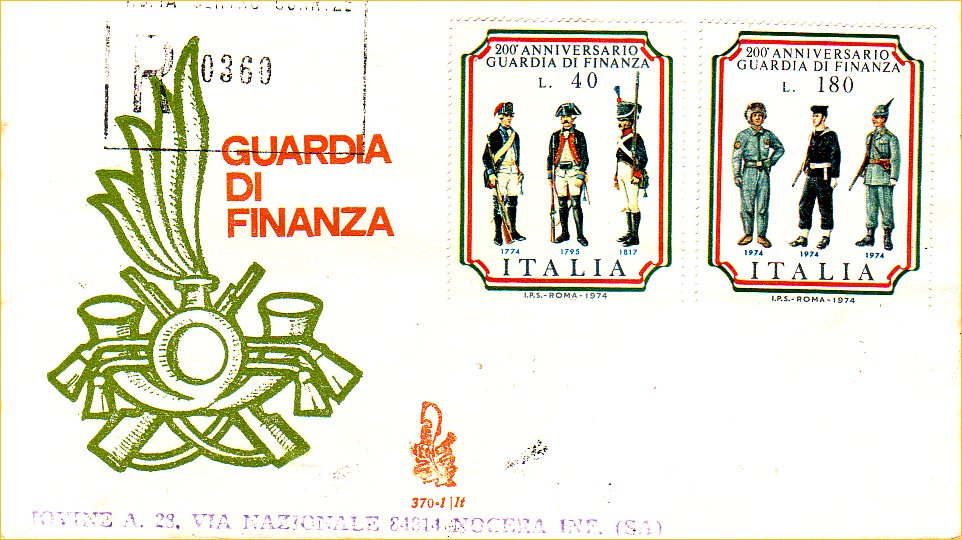 R
0360
GUARDIA
DI
FINANZA
200° ANNIVERSARIO
GUARDIA DI FINANZA
L. 40
1774 1795 1817
ITALIA
I.P.S.-ROMA-1974
200° ANNIVERSARIO
GUARDIA DI FINANZA
L. 180
1974 1974 1974
ITALIA
I.P.S.-ROMA-1974
370-1|It
IOVINE A. 28, VIA NAZIONALE 84014-NOCERA INF. (SA)